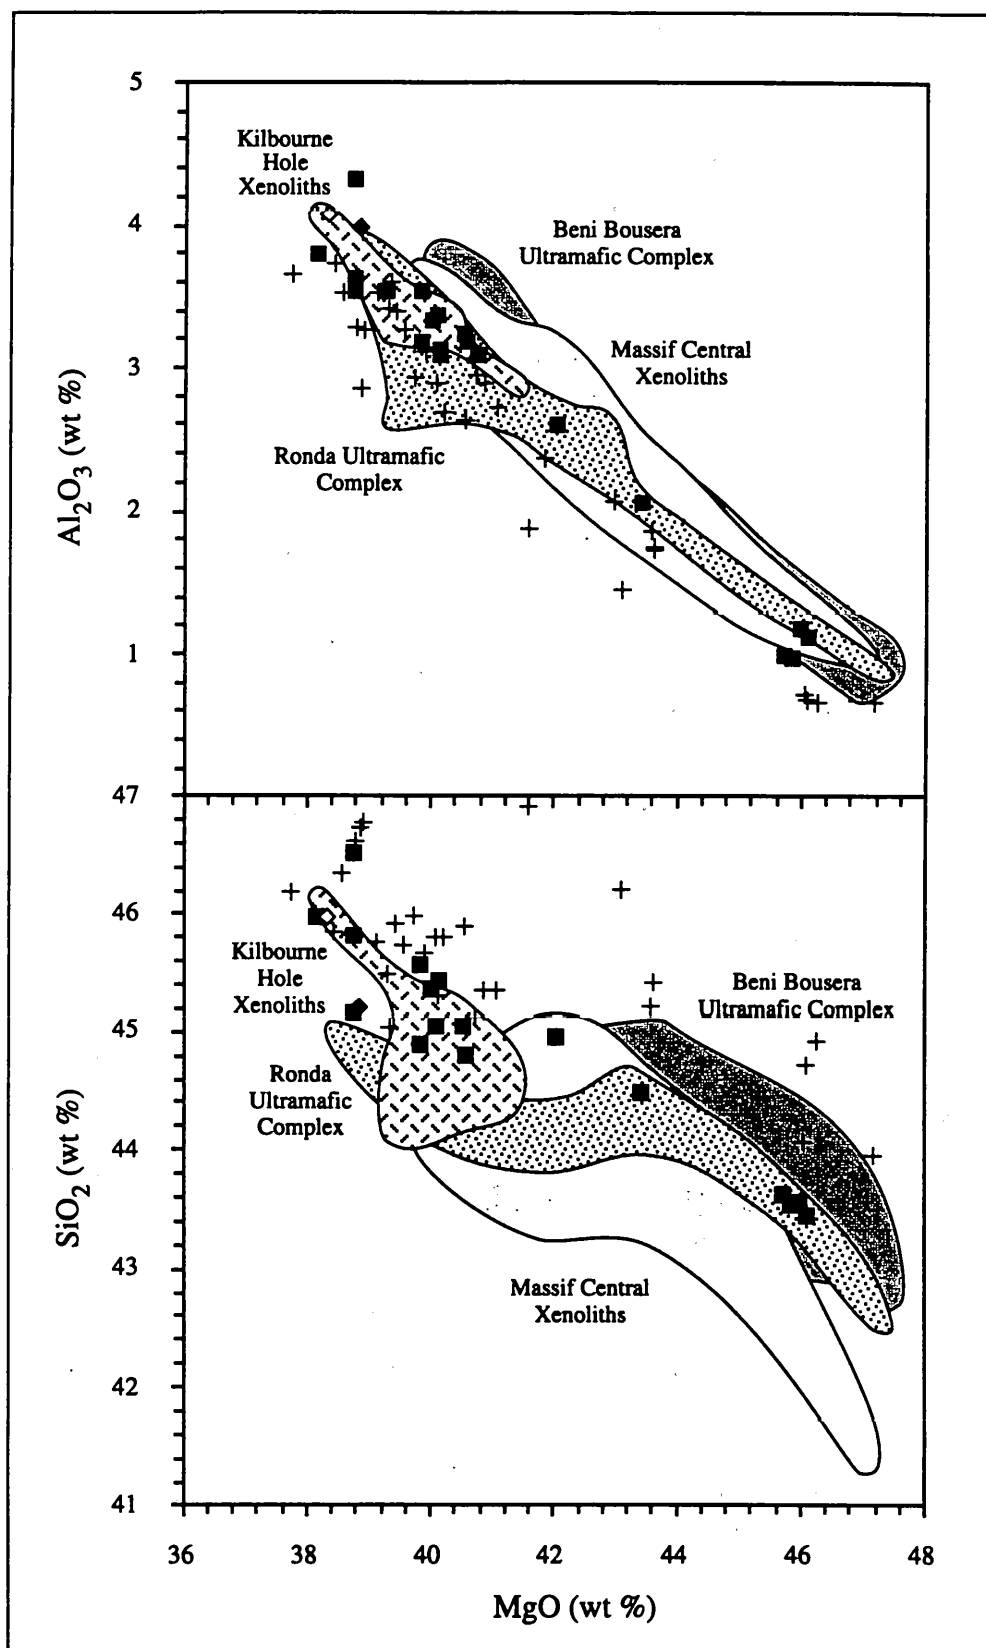 5
Kilbourne
Hole
Xenoliths
4
Beni Bousera
Ultramafic Complex
Massif Central
Xenoliths
3
Ronda Ultramafic
Complex
2
1
Al2O3 (wt %)
47
46
Kilbourne
Hole
Xenoliths
Beni Bousera
Ultramafic Complex
45
Ronda
Ultramafic
Complex
44
43
Massif Central
Xenoliths
42
41
SiO2 (wt %)
36 38 40 42 44 46 48
MgO (wt %)